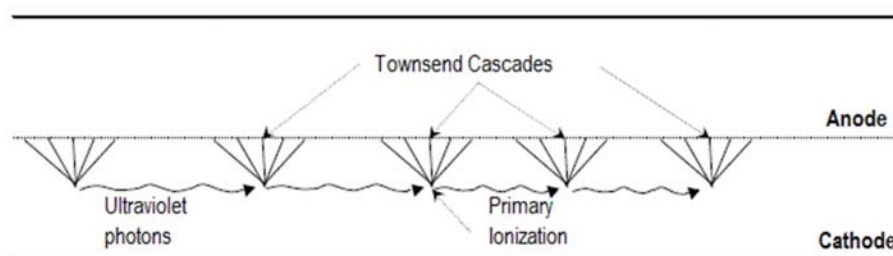 Townsend Cascades
Anode
Ultraviolet
photons
Primary
Ionization
Cathode